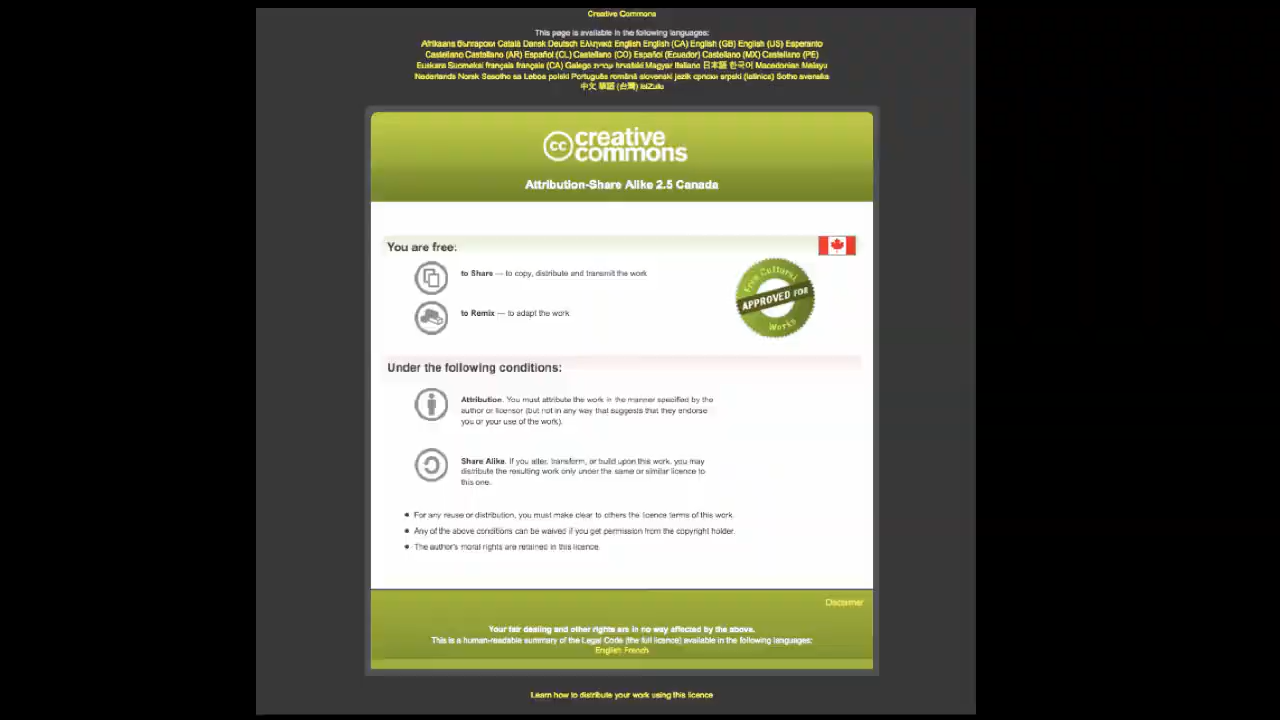 Creative Commons
This page is available in the following languages:
Afrikaans български Català Dansk Deutsch Ελληνικά English English (CA) English (GB) English (US) Esperanto
Castellano Castellano (AR) Español (CL) Castellano (CO) Español (Ecuador) Castellano (MX) Castellano (PE)
Euskara Suomeksi français français (CA) Galego עברית hrvatski Magyar Italiano 日本語 한국어 Macedonian Melayu
Nederlands Norsk Sesotho sa Leboa polski Português română slovenski jezik српски srpski (latinica) Sotho svenska
中文 華語 (台灣) isiZulu
cc creative commons
Attribution-Share Alike 2.5 Canada
You are free:
to Share — to copy, distribute and transmit the work
to Remix — to adapt the work
Free Cultural
APPROVED FOR
Works
Under the following conditions:
Attribution. You must attribute the work in the manner specified by the
author or licensor (but not in any way that suggests that they endorse
you or your use of the work).
Share Alike. If you alter, transform, or build upon this work, you may
distribute the resulting work only under the same or similar licence to
this one.
For any reuse or distribution, you must make clear to others the licence terms of this work.
Any of the above conditions can be waived if you get permission from the copyright holder.
The author's moral rights are retained in this licence.
Disclaimer
Your fair dealing and other rights are in no way affected by the above.
This is a human-readable summary of the Legal Code (the full licence) available in the following languages:
English French
Learn how to distribute your work using this licence